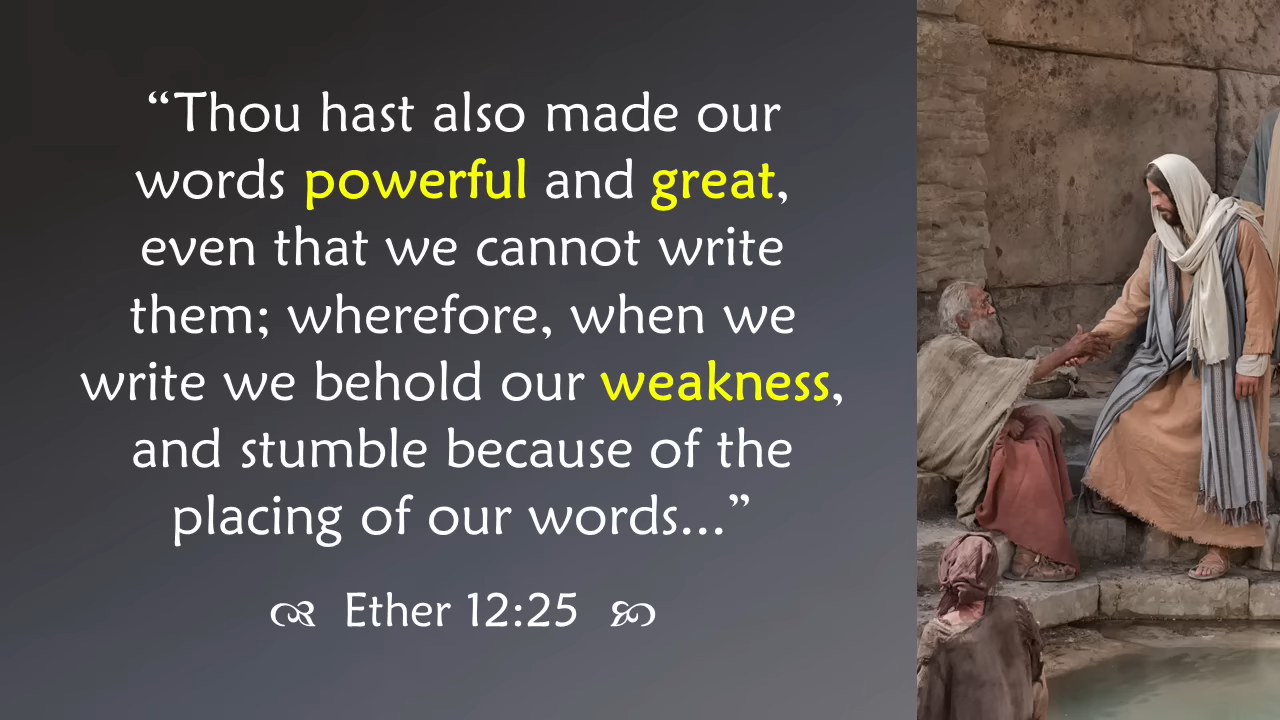 “Thou hast also made our
words powerful and great,
even that we cannot write
them; wherefore, when we
write we behold our weakness,
and stumble because of the
placing of our words...”
Ether 12:25